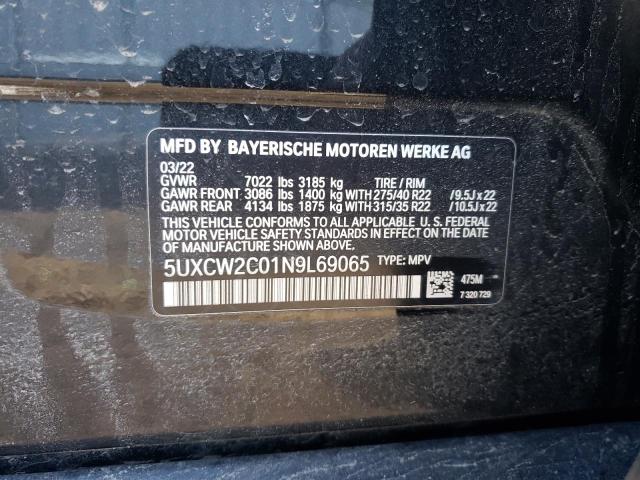 MFD BY BAYERISCHE MOTOREN WERKE AG
03/22
GVWR 7022 lbs 3185 kg TIRE / RIM
GAWR FRONT 3086 lbs 1400 kg WITH 275/40 R22 /9.5Jx22
GAWR REAR 4134 lbs 1875 kg WITH 315/35 R22 /10.5Jx22
THIS VEHICLE CONFORMS TO ALL APPLICABLE U. S. FEDERAL
MOTOR VEHICLE SAFETY STANDARDS IN EFFECT ON THE DATE
OF MANUFACTURE SHOWN ABOVE.
5UXCW2C01N9L69065 TYPE: MPV
475M
7 320 729